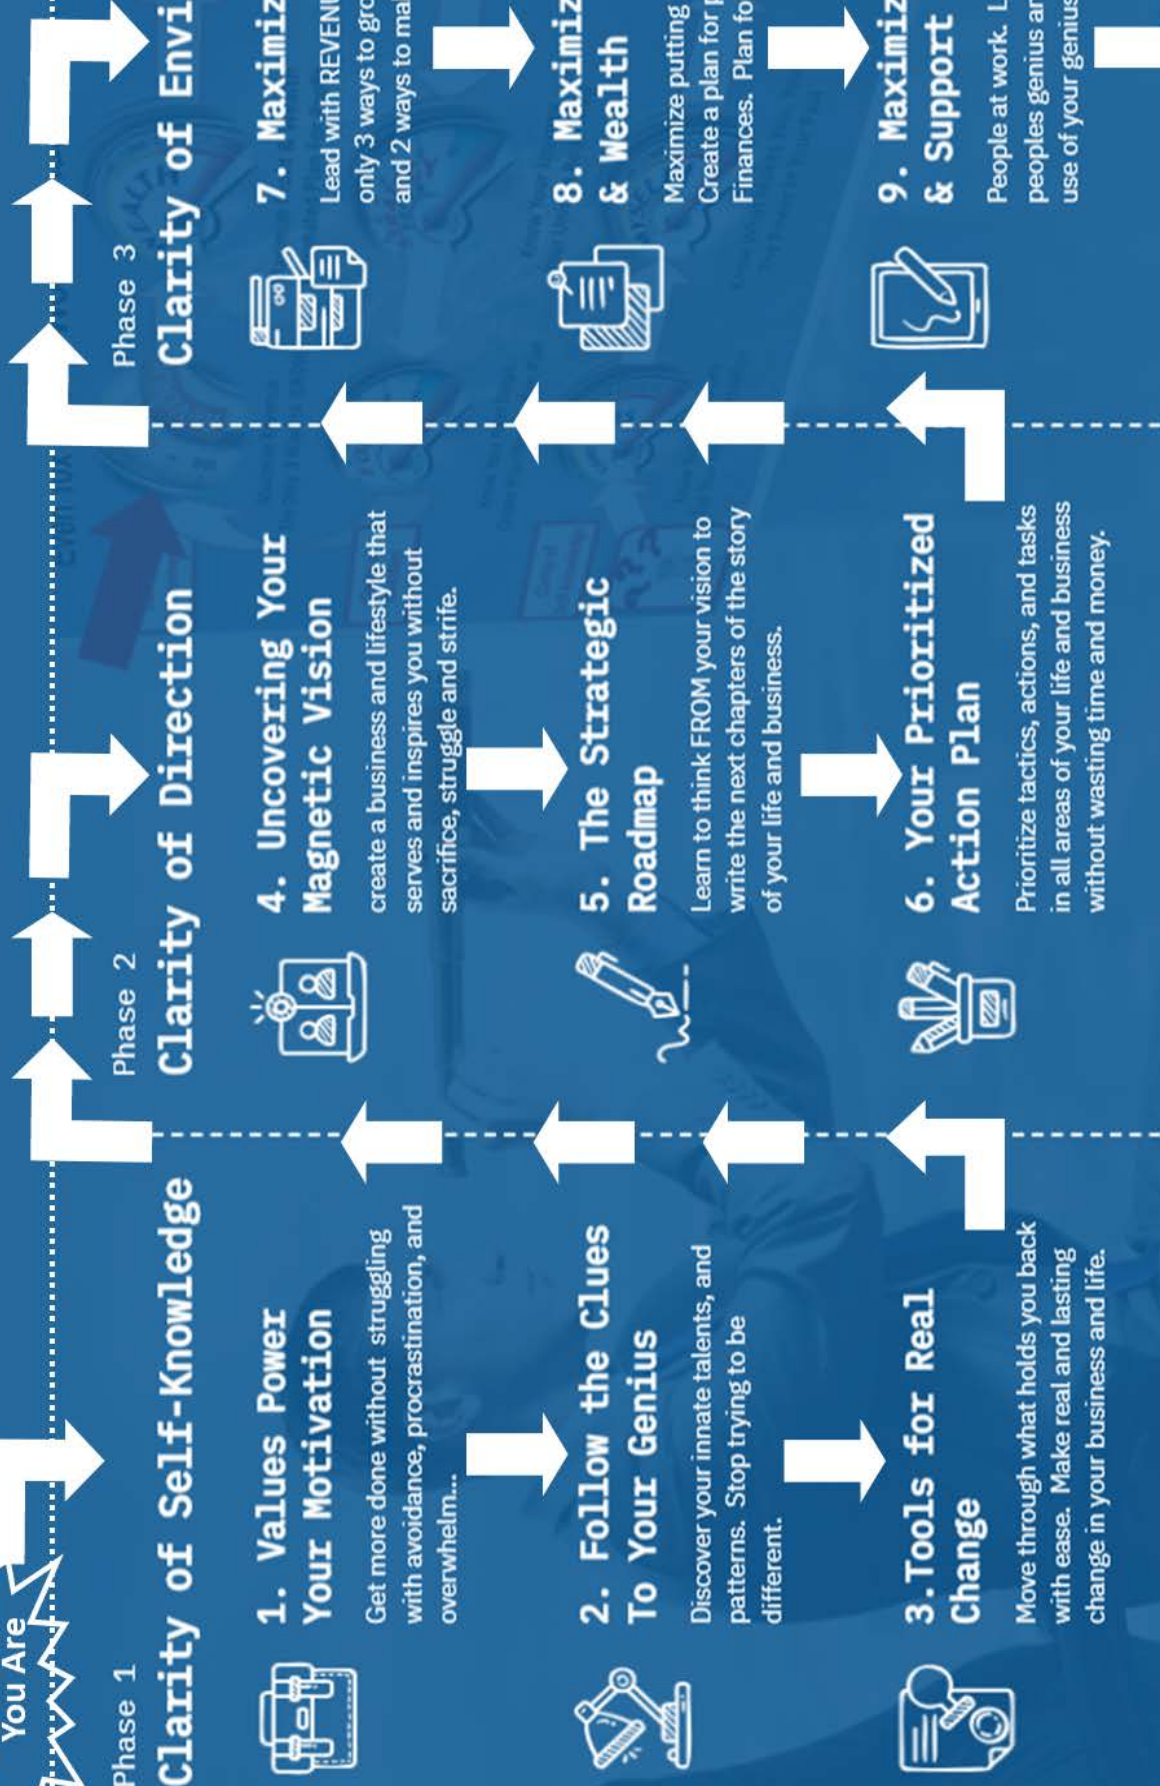 You Are
Phase 1
Clarity of Self-Knowledge
1. Values Power
Your Motivation
Get more done without struggling
with avoidance, procrastination, and
overwhelm...
2. Follow the Clues
To Your Genius
Discover your innate talents, and
patterns. Stop trying to be
different.
3.Tools for Real
Change
Move through what holds you back
with ease. Make real and lasting
change in your business and life.
Phase 2
Clarity of Direction
4. Uncovering Your
Magnetic Vision
create a business and lifestyle that
serves and inspires you without
sacrifice, struggle and strife.
5. The Strategic
Roadmap
Learn to think FROM your vision to
write the next chapters of the story
of your life and business.
6. Your Prioritized
Action Plan
Prioritize tactics, actions, and tasks
in all areas of your life and business
without wasting time and money.
Phase 3
Clarity of Envi
7. Maximiz
Lead with REVEN
only 3 ways to gro
and 2 ways to ma
8. Maximiz
& Wealth
Maximize putting
Create a plan for
Finances. Plan fo
9. Maximiz
& Support
People at work. L
peoples genius an
use of your genius